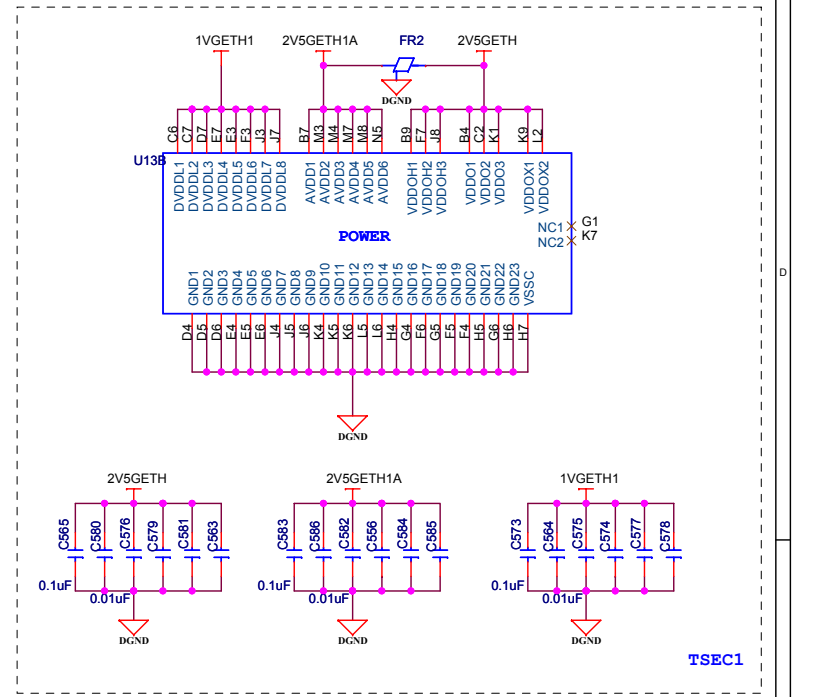 1VGETH1 2V5GETH1A FR2 2V5GETH
DGND
C6 C7 D7 E7 E3 F3 J3 J7 B7 M3 M4 M7 M8 N5 B9 F7 J8 B4 C2 K1 K9 L2
U13B
DVDDL1 DVDDL2 DVDDL3 DVDDL4 DVDDL5 DVDDL6 DVDDL7 DVDDL8 AVDD1 AVDD2 AVDD3 AVDD4 AVDD5 AVDD6 VDDOH1 VDDOH2 VDDOH3 VDDO1 VDDO2 VDDO3 VDDOX1 VDDOX2
NC1 G1
POWER
NC2 K7
GND1 GND2 GND3 GND4 GND5 GND6 GND7 GND8 GND9 GND10 GND11 GND12 GND13 GND14 GND15 GND16 GND17 GND18 GND19 GND20 GND21 GND22 GND23 VSSC
D4 D5 D6 E4 E5 E6 J4 J5 J6 K4 K5 K6 L5 L6 H4 G4 F6 G5 F5 F4 H5 G6 H6 H7
DGND
D
2V5GETH 2V5GETH1A 1VGETH1
C565 C580 C576 C579 C581 C563 C583 C586 C582 C556 C584 C585 C573 C564 C575 C574 C577 C578
0.1uF 0.01uF 0.1uF 0.01uF 0.1uF 0.01uF
DGND DGND DGND
TSEC1